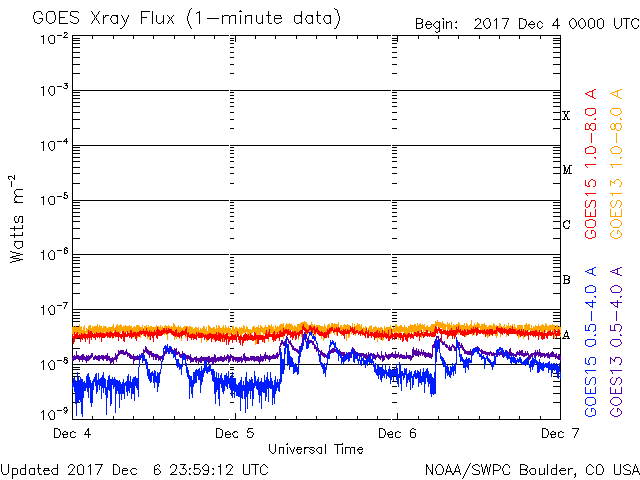 GOES Xray Flux (1-minute data)
Begin: 2017 Dec 4 0000 UTC
Watts m⁻²
10⁻²
10⁻³
10⁻⁴
10⁻⁵
10⁻⁶
10⁻⁷
10⁻⁸
10⁻⁹
X
M
C
B
A
GOES15 1.0-8.0 A
GOES13 1.0-8.0 A
GOES15 0.5-4.0 A
GOES13 0.5-4.0 A
Dec 4 Dec 5 Dec 6 Dec 7
Universal Time
Updated 2017 Dec 6 23:59:12 UTC
NOAA/SWPC Boulder, CO USA